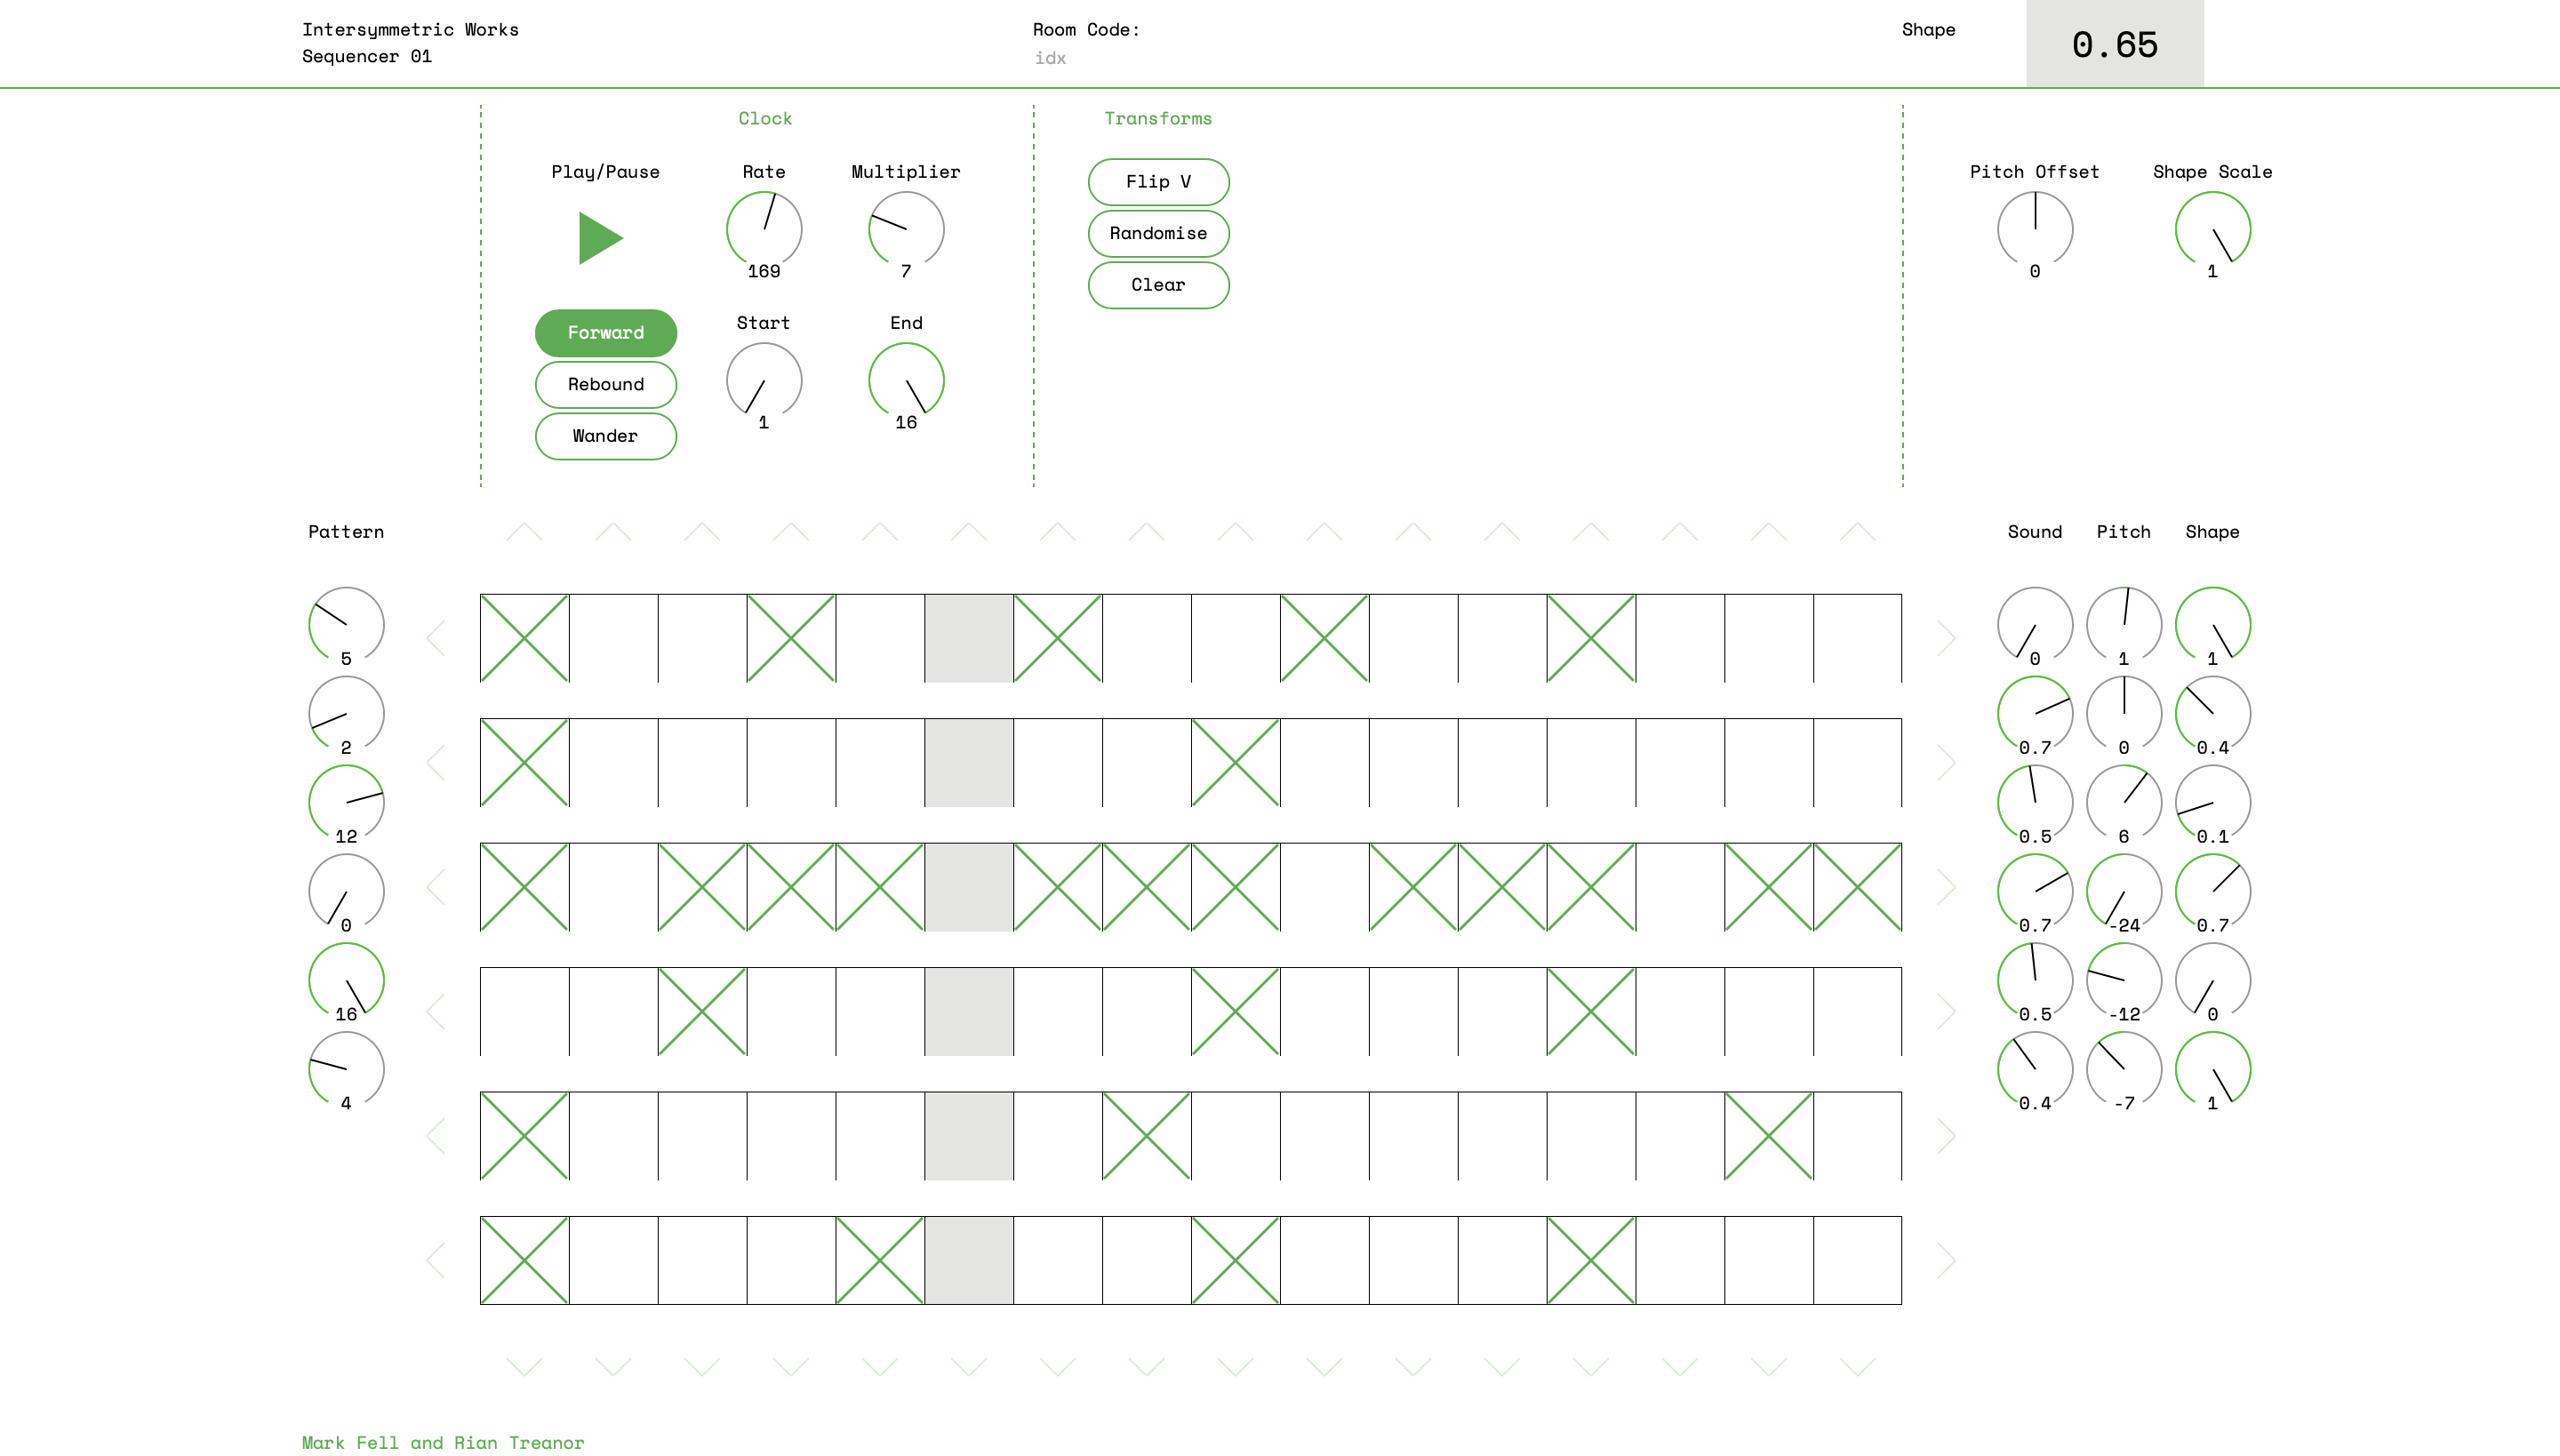 Intersymmetric Works
Sequencer 01
Room Code:
idx
Shape
0.65
Clock
Transforms
Play/Pause
Rate
Multiplier
169
7
Forward
Rebound
Wander
Start
End
1
16
Flip V
Randomise
Clear
Pitch Offset
Shape Scale
0
1
Pattern
Sound
Pitch
Shape
5
0
1
1
2
0.7
0
0.4
12
0.5
6
0.1
0
0.7
-24
0.7
16
0.5
-12
0
4
0.4
-7
1
Mark Fell and Rian Treanor